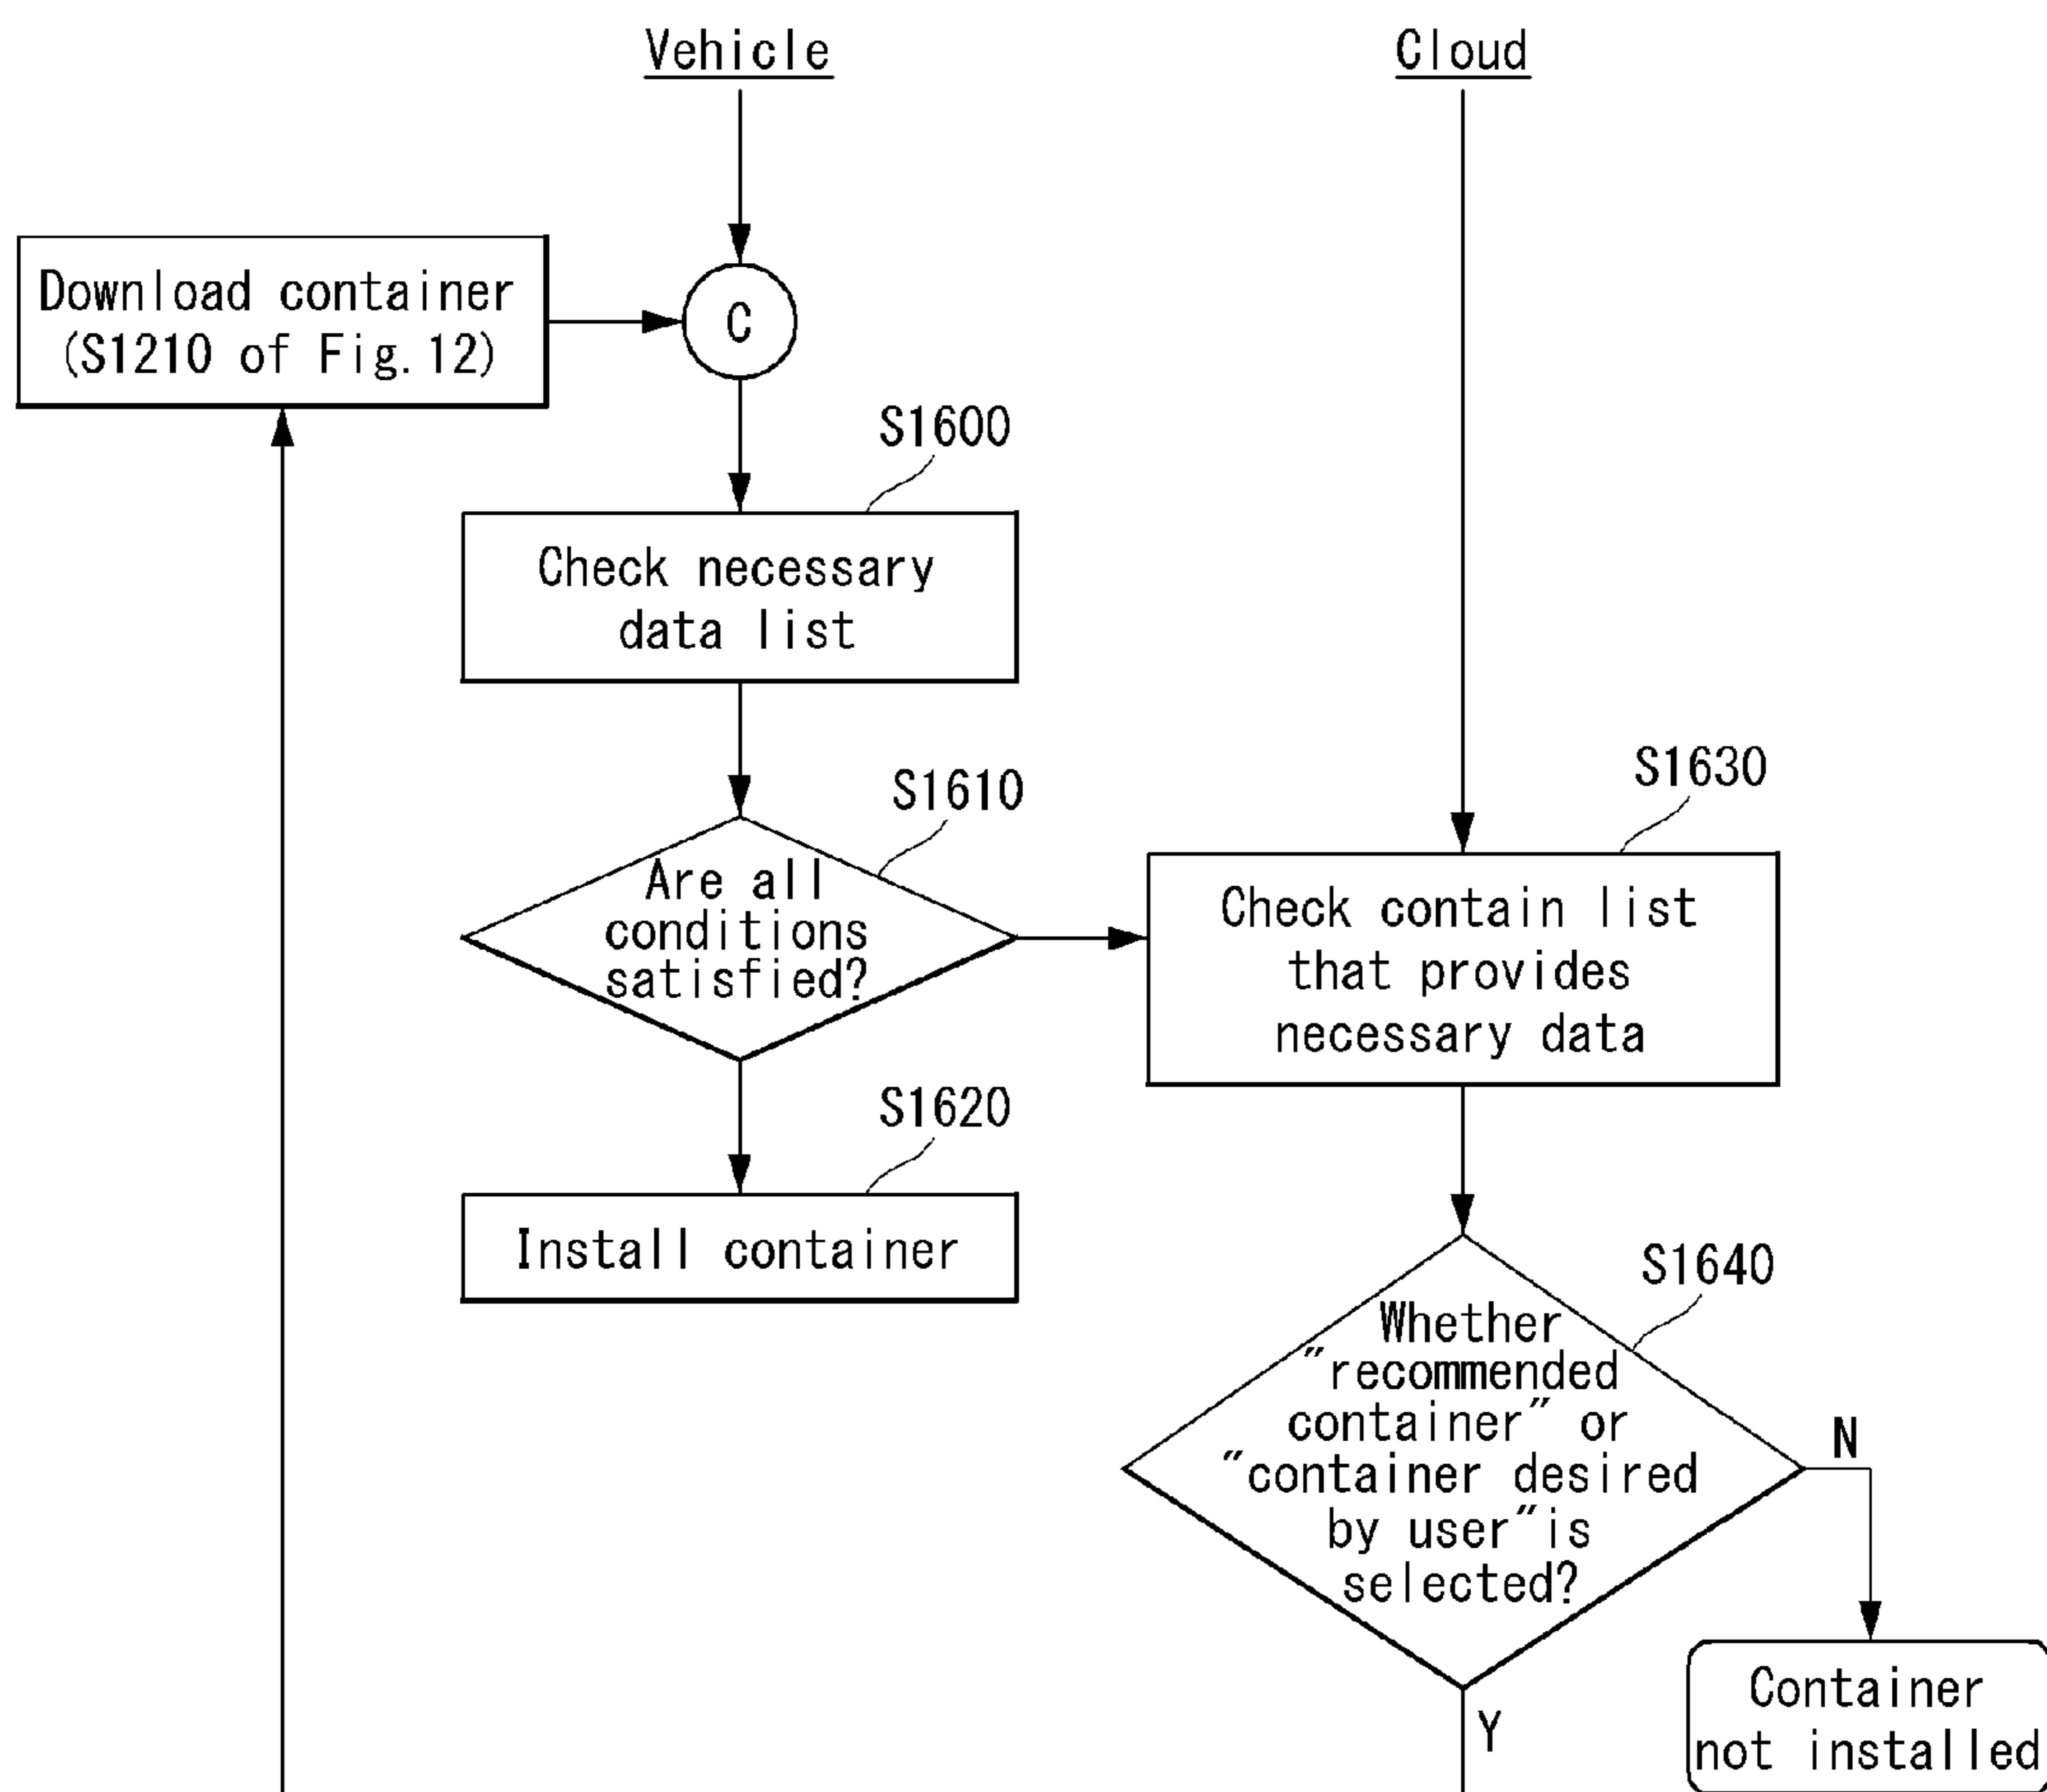 Vehicle
Cloud
Download container
(S1210 of Fig.12)
C
S1600
Check necessary
data list
S1610
Are all
conditions
satisfied?
S1620
Install container
S1630
Check contain list
that provides
necessary data
S1640
Whether
"recommended
container" or
"container desired
by user"is
selected?
N
Y
Container
not installed